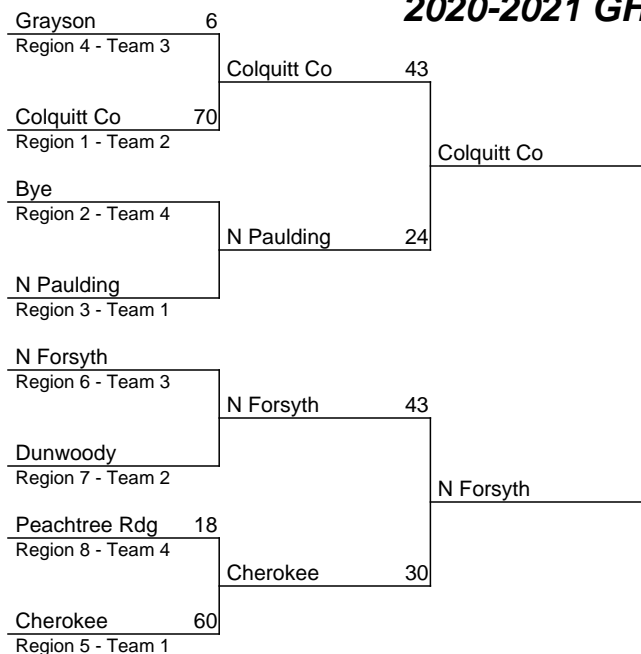 2020-2021 GH
Grayson 6
Region 4 - Team 3
Colquitt Co 43
Colquitt Co 70
Region 1 - Team 2
Colquitt Co
Bye
Region 2 - Team 4
N Paulding 24
N Paulding
Region 3 - Team 1
N Forsyth
Region 6 - Team 3
N Forsyth 43
Dunwoody
Region 7 - Team 2
N Forsyth
Peachtree Rdg 18
Region 8 - Team 4
Cherokee 30
Cherokee 60
Region 5 - Team 1